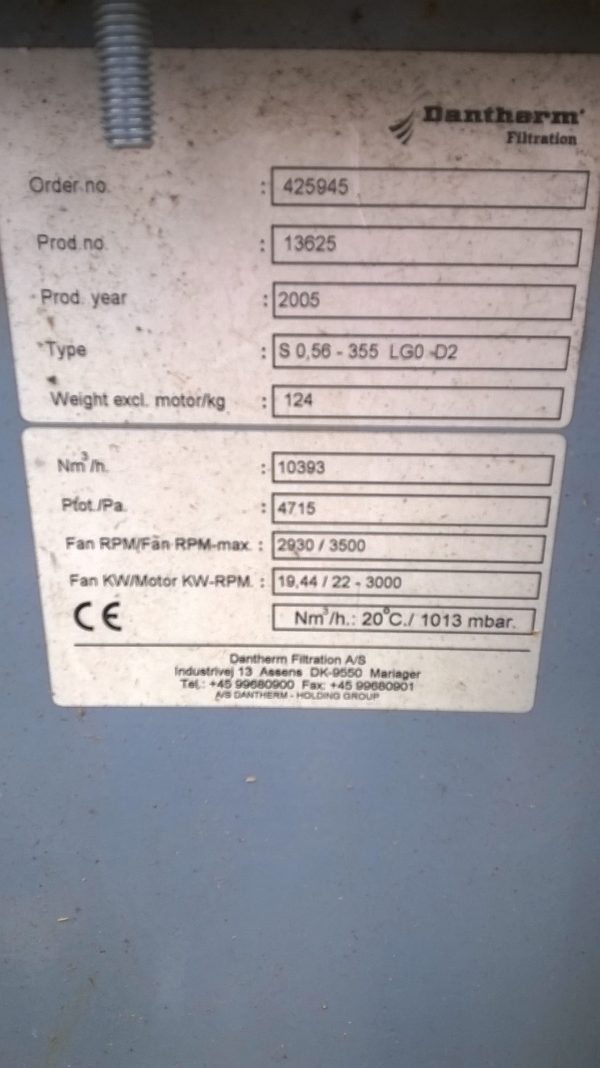 Dantherm
Filtration
Order no. : 425945
Prod.no. : 13625
Prod. year : 2005
Type : S 0,56 - 355 LG0 -D2
Weight excl. motor/kg : 124
Nm³/h. : 10393
Ptot./Pa. : 4715
Fan RPM/Fan RPM-max. : 2930 / 3500
Fan KW/Motor KW-RPM. : 19,44 / 22 - 3000
CE Nm³/h.: 20°C./ 1013 mbar.
Dantherm Filtration A/S
Industrivej 13 Assens DK-9550 Mariager
Tel.: +45 99680900 Fax: +45 99680901
A/S DANTHERM - HOLDING GROUP